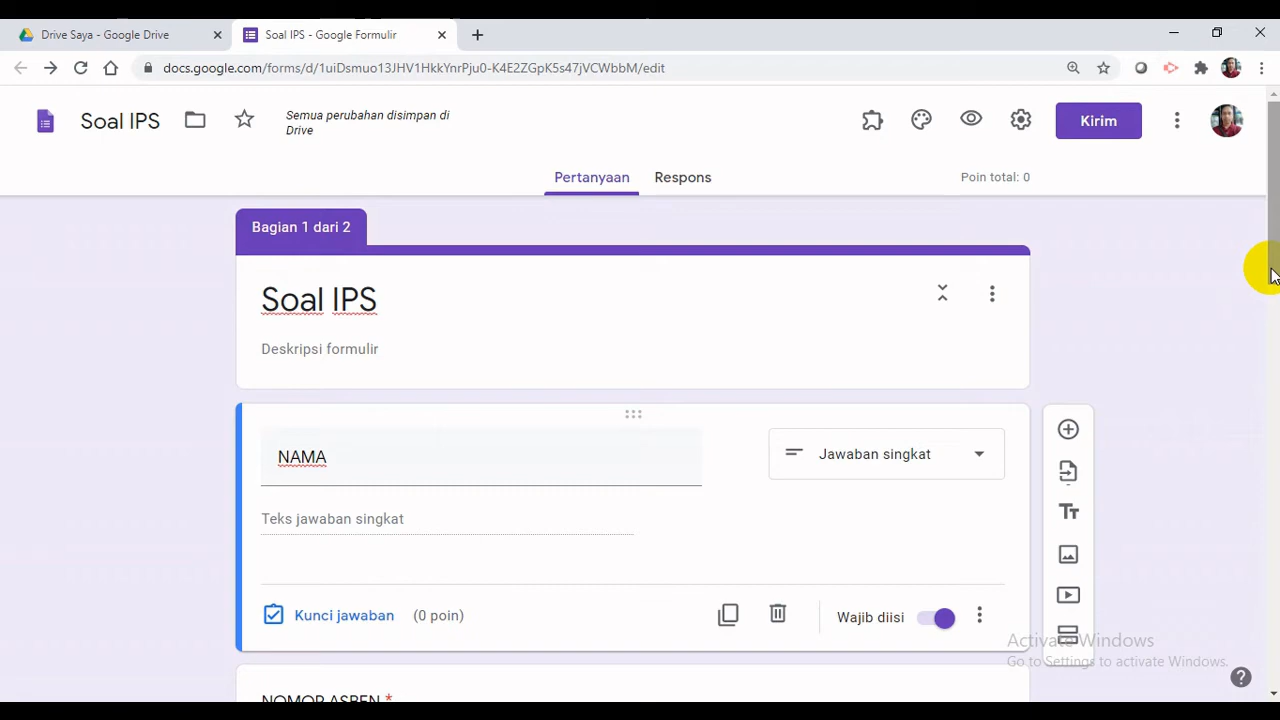 Drive Saya - Google Drive
Soal IPS - Google Formulir
docs.google.com/forms/d/1uiDsmuo13JHV1HkkYnrPju0-K4E2ZGpK5s47jVCWbbM/edit
Soal IPS
Semua perubahan disimpan di
Drive
Kirim
Pertanyaan
Respons
Poin total: 0
Bagian 1 dari 2
Soal IPS
Deskripsi formulir
NAMA
Jawaban singkat
Teks jawaban singkat
Kunci jawaban (0 poin)
Wajib diisi
Activate Windows
Go to Settings to activate Windows.
NOMOR ABSEN *